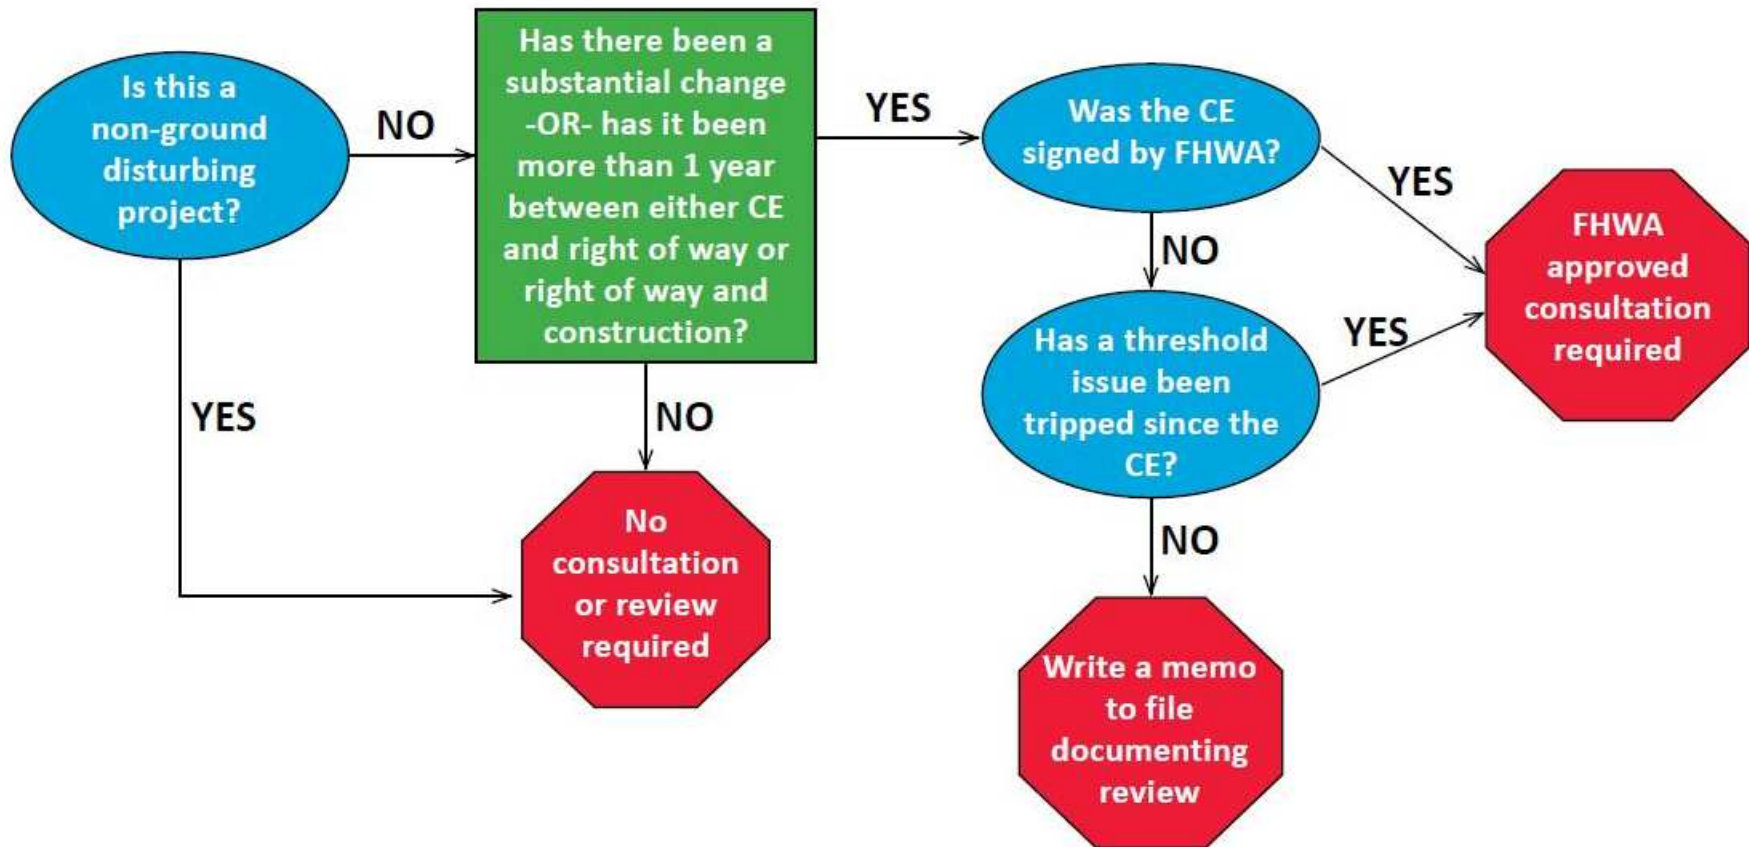 Is this a
non-ground
disturbing
project?
NO
Has there been a
substantial change
-OR- has it been
more than 1 year
between either CE
and right of way or
right of way and
construction?
YES
Was the CE
signed by FHWA?
YES
FHWA
approved
consultation
required
NO
Has a threshold
issue been
tripped since the
CE?
YES
YES
NO
No
consultation
or review
required
NO
Write a memo
to file
documenting
review